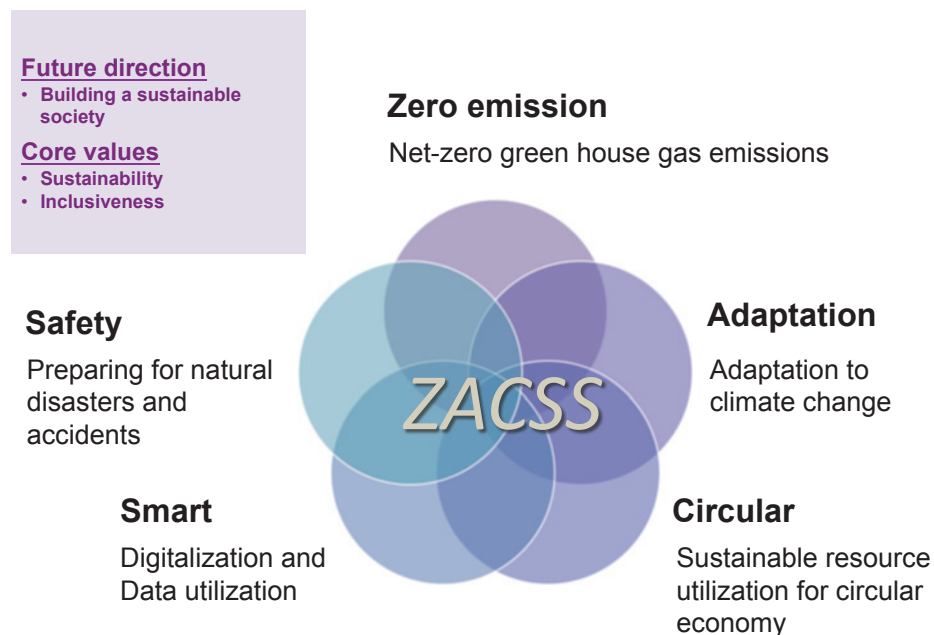 Future direction
• Building a sustainable
society
Core values
• Sustainability
• Inclusiveness
Zero emission
Net-zero green house gas emissions
Safety
Preparing for natural
disasters and
accidents
Adaptation
Adaptation to
climate change
ZACSS
Smart
Digitalization and
Data utilization
Circular
Sustainable resource
utilization for circular
economy